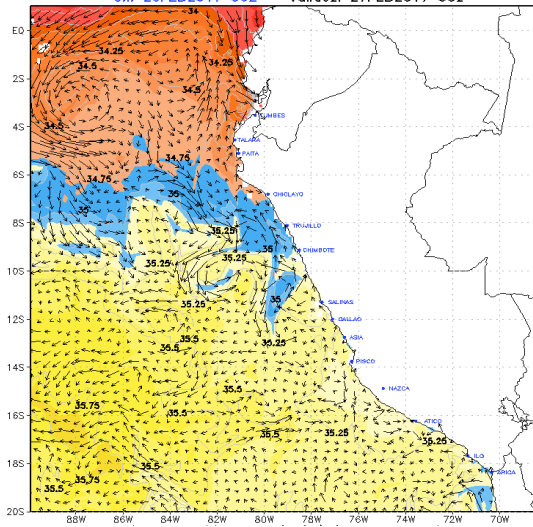 EQ
2S
4S
6S
8S
10S
12S
14S
16S
18S
20S
34
34.25
34.25
34.5
34.5
34.5
34.75
34.75
35
35
35
35.25
35.25
35.25
35.25
35.25
35.25
35.25
35.5
35.5
35.5
35.5
35.5
35.5
35.5
35.75
35.75
TALARA
PAITA
CHICLAYO
TRUJILLO
CHIMBOTE
SALINAS
CALLAO
ASIA
PISCO
NAZCA
ATICO
ILO
ARICA
88W 86W 84W 82W 80W 78W 76W 74W 72W 70W